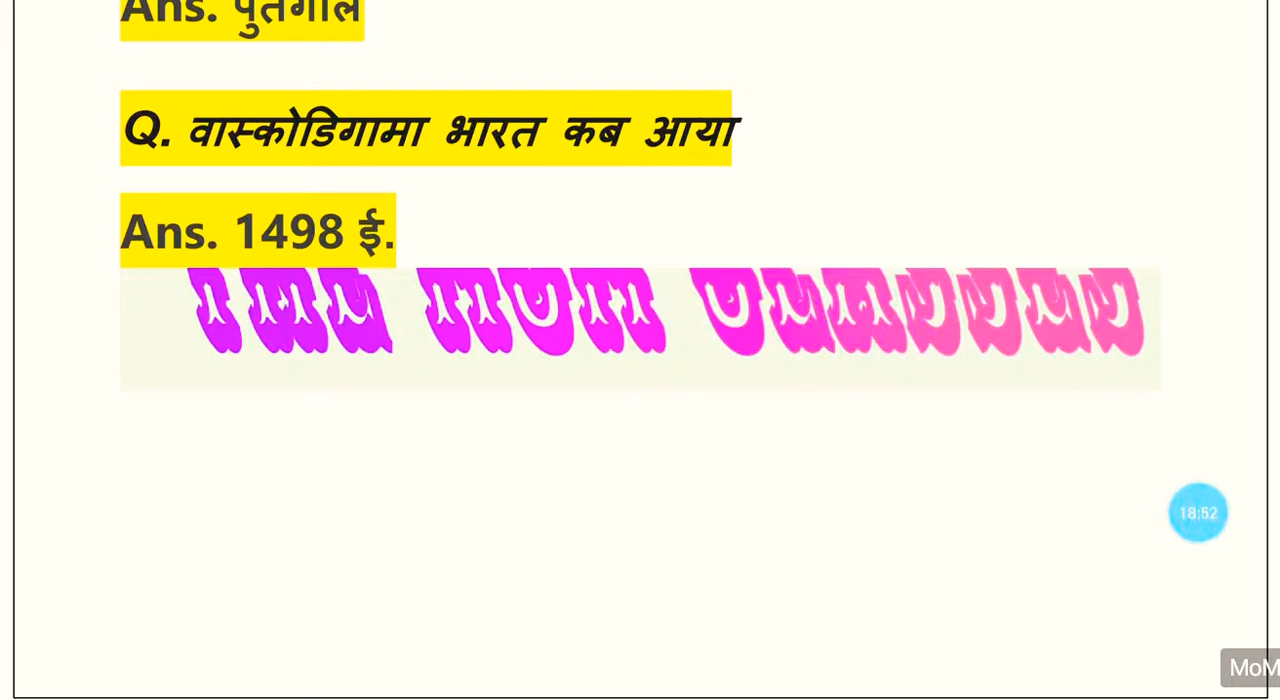 Ans. पुर्तगाल
Q. वास्कोडिगामा भारत कब आया
Ans. 1498 ई.
18:52